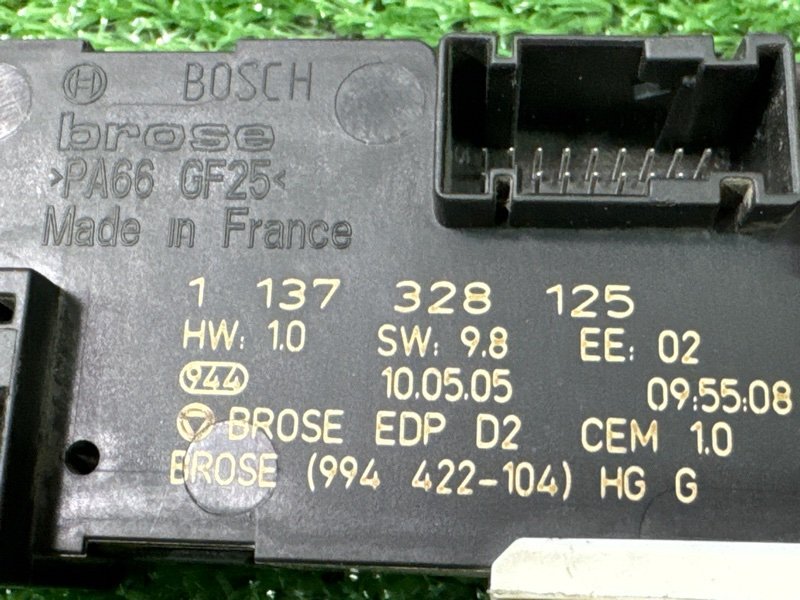 BOSCH
brose
>PA66 GF25<
Made in France
1 137 328 125
HW: 1.0 SW: 9.8 EE: 02
944 10.05.05 09:55:08
BROSE EDP D2 CEM 1.0
BROSE (994 422-104) HG G